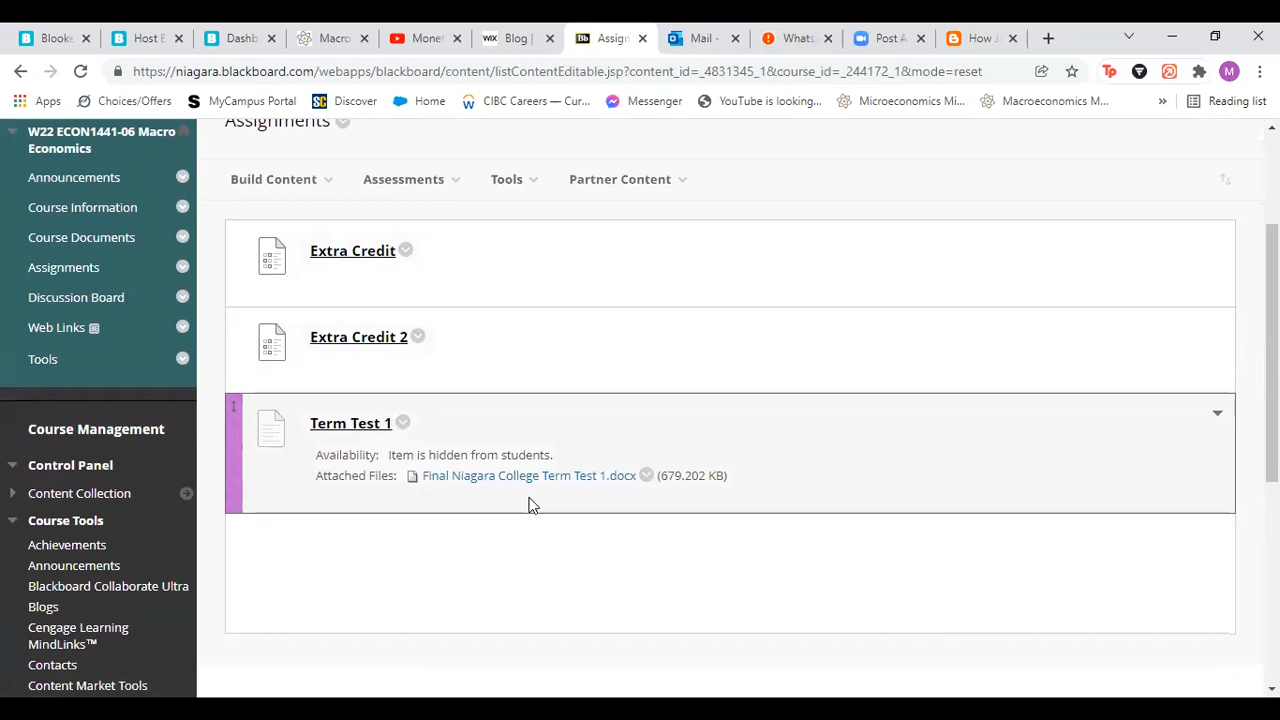 Blooke
Host E
Dashb
Macro
Monet
WIX Blog |
Bb Assign
Mail -
Whats
Post A
How J
https://niagara.blackboard.com/webapps/blackboard/content/listContentEditable.jsp?content_id=_4831345_1&course_id=_244172_1&mode=reset
Tp
M
Apps
Choices/Offers
MyCampus Portal
Discover
Home
CIBC Careers — Cur...
Messenger
YouTube is looking...
Microeconomics Mi...
Macroeconomics M...
»
Reading list
W22 ECON1441-06 Macro
Economics
Announcements
Course Information
Course Documents
Assignments
Discussion Board
Web Links
Tools
Course Management
Control Panel
Content Collection
Course Tools
Achievements
Announcements
Blackboard Collaborate Ultra
Blogs
Cengage Learning
MindLinks™
Contacts
Content Market Tools
Assignments
Build Content
Assessments
Tools
Partner Content
Extra Credit
Extra Credit 2
Term Test 1
Availability: Item is hidden from students.
Attached Files: Final Niagara College Term Test 1.docx (679.202 KB)